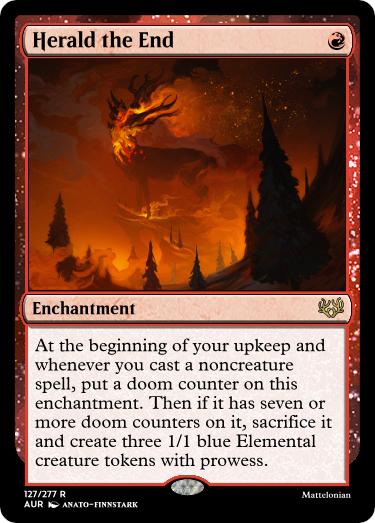 Herald the End
Enchantment
At the beginning of your upkeep and
whenever you cast a noncreature
spell, put a doom counter on this
enchantment. Then if it has seven or
more doom counters on it, sacrifice it
and create three 1/1 blue Elemental
creature tokens with prowess.
127/277 R
Mattelonian
AUR ANATO-FINNSTARK